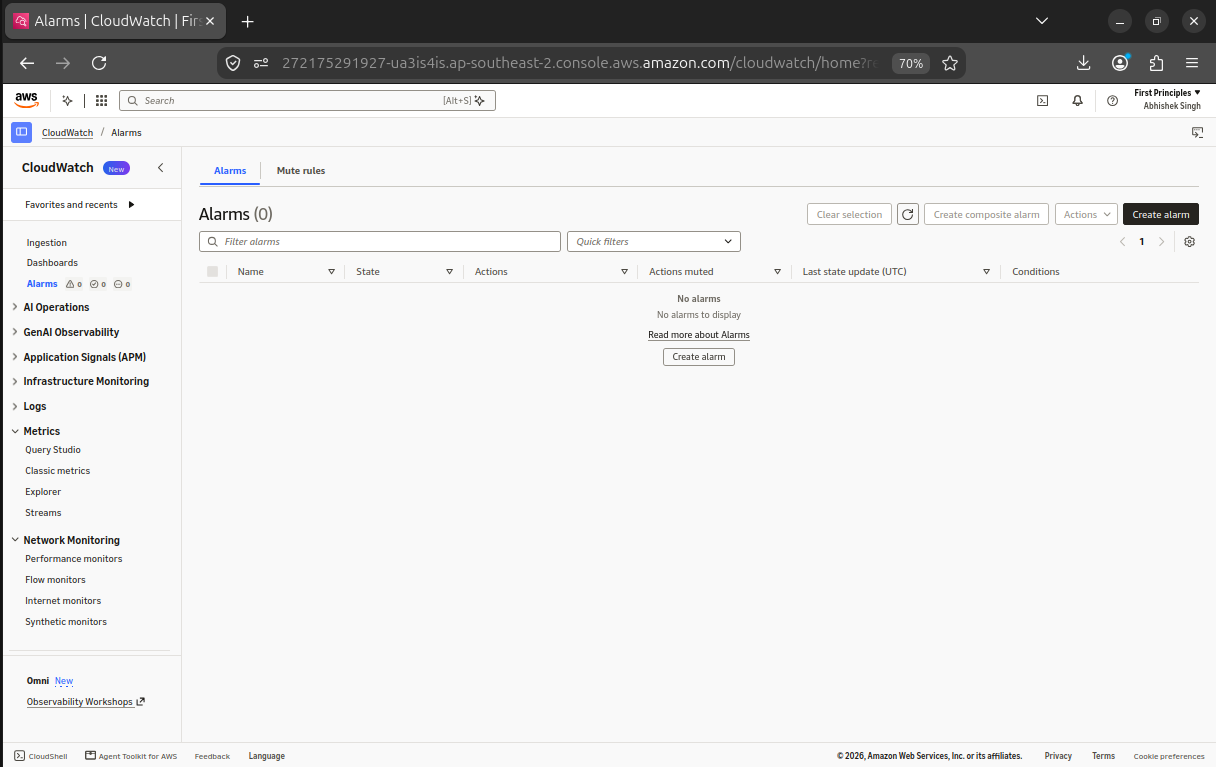 Alarms | CloudWatch | Firs
272175291927-ua3is4is.ap-southeast-2.console.aws.amazon.com/cloudwatch/home?re
70%
aws
Search
[Alt+S]
First Principles
Abhishek Singh
CloudWatch / Alarms
CloudWatch New
Favorites and recents
Ingestion
Dashboards
Alarms 0 0 0
AI Operations
GenAI Observability
Application Signals (APM)
Infrastructure Monitoring
Logs
Metrics
Query Studio
Classic metrics
Explorer
Streams
Network Monitoring
Performance monitors
Flow monitors
Internet monitors
Synthetic monitors
Omni New
Observability Workshops
Alarms
Mute rules
Alarms (0)
Clear selection
Create composite alarm
Actions
Create alarm
Filter alarms
Quick filters
1
Name
State
Actions
Actions muted
Last state update (UTC)
Conditions
No alarms
No alarms to display
Read more about Alarms
Create alarm
CloudShell
Agent Toolkit for AWS
Feedback
Language
© 2026, Amazon Web Services, Inc. or its affiliates.
Privacy
Terms
Cookie preferences